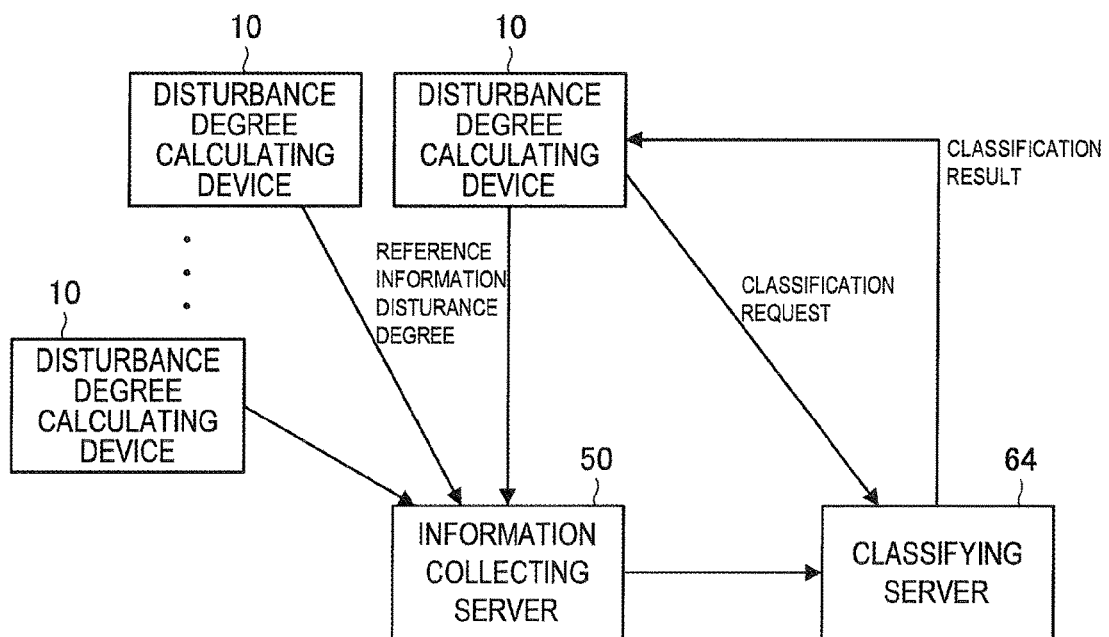 10
DISTURBANCE
DEGREE
CALCULATING
DEVICE
10
DISTURBANCE
DEGREE
CALCULATING
DEVICE
CLASSIFICATION
RESULT
REFERENCE
INFORMATION
DISTURANCE
DEGREE
CLASSIFICATION
REQUEST
10
DISTURBANCE
DEGREE
CALCULATING
DEVICE
50
INFORMATION
COLLECTING
SERVER
64
CLASSIFYING
SERVER